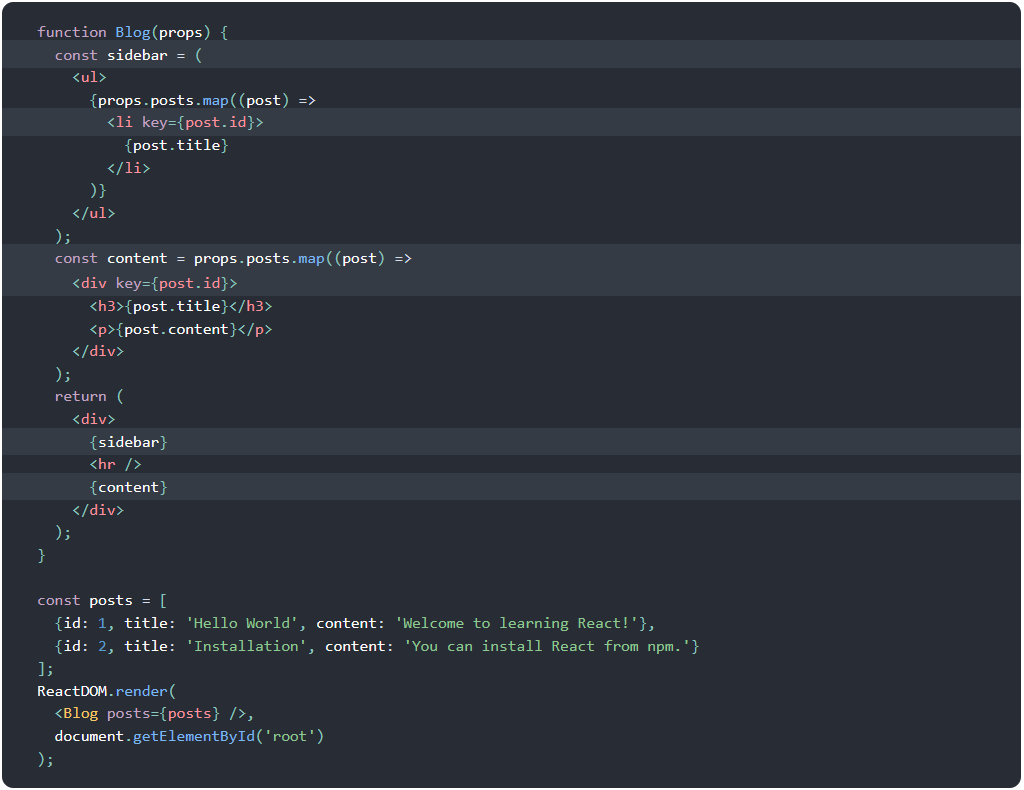 function Blog(props) {
  const sidebar = (
    <ul>
      {props.posts.map((post) =>
        <li key={post.id}>
          {post.title}
        </li>
      )}
    </ul>
  );
  const content = props.posts.map((post) =>
    <div key={post.id}>
      <h3>{post.title}</h3>
      <p>{post.content}</p>
    </div>
  );
  return (
    <div>
      {sidebar}
      <hr />
      {content}
    </div>
  );
}

const posts = [
  {id: 1, title: 'Hello World', content: 'Welcome to learning React!'},
  {id: 2, title: 'Installation', content: 'You can install React from npm.'}
];
ReactDOM.render(
  <Blog posts={posts} />,
  document.getElementById('root')
);